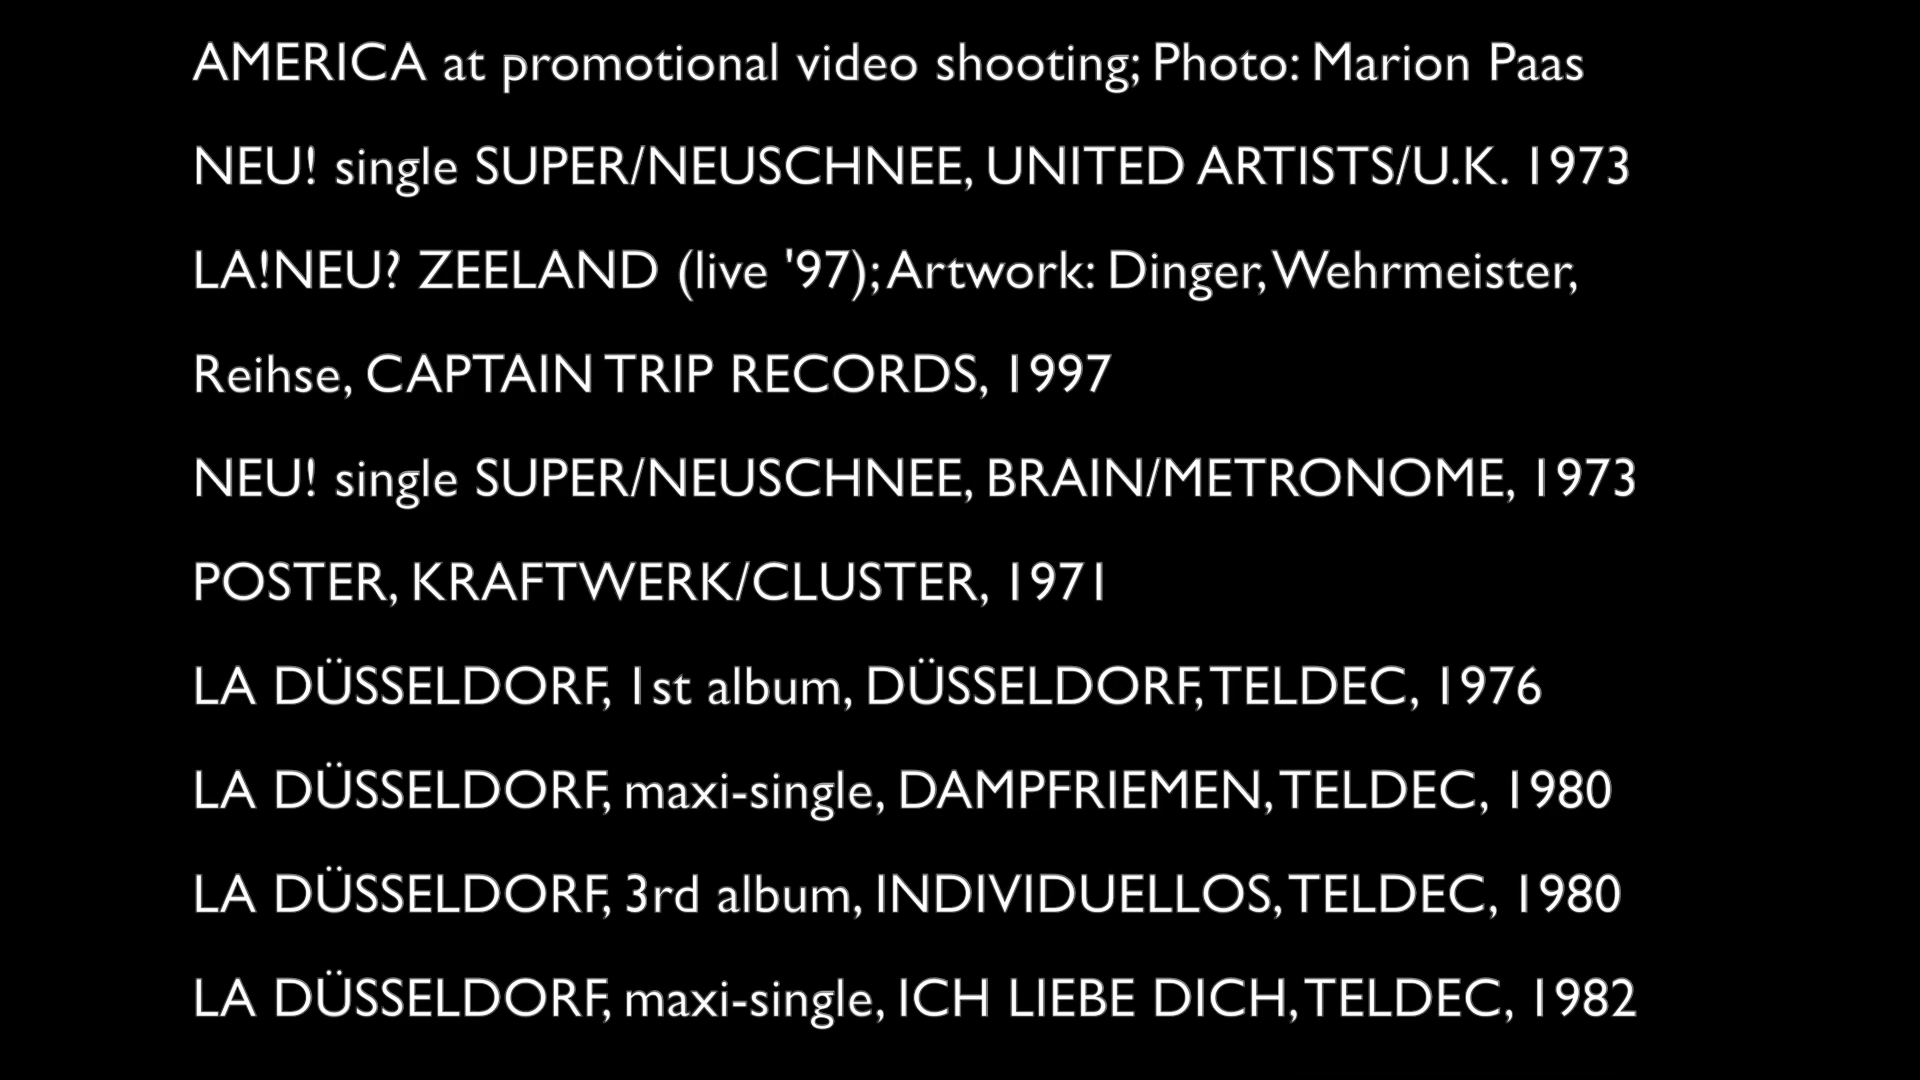 AMERICA at promotional video shooting; Photo: Marion Paas
NEU! single SUPER/NEUSCHNEE, UNITED ARTISTS/U.K. 1973
LA!NEU? ZEELAND (live '97); Artwork: Dinger, Wehrmeister,
Reihse, CAPTAIN TRIP RECORDS, 1997
NEU! single SUPER/NEUSCHNEE, BRAIN/METRONOME, 1973
POSTER, KRAFTWERK/CLUSTER, 1971
LA DÜSSELDORF, 1st album, DÜSSELDORF, TELDEC, 1976
LA DÜSSELDORF, maxi-single, DAMPFRIEMEN, TELDEC, 1980
LA DÜSSELDORF, 3rd album, INDIVIDUELLOS, TELDEC, 1980
LA DÜSSELDORF, maxi-single, ICH LIEBE DICH, TELDEC, 1982